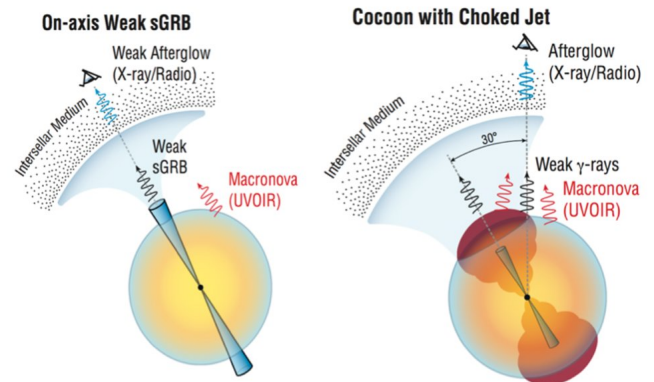 On-axis Weak sGRB
Weak Afterglow
(X-ray/Radio)
Intersellar Medium
Weak
sGRB
Macronova
(UVOIR)
Cocoon with Choked Jet
Afterglow
(X-ray/Radio)
Intersellar Medium
30°
Weak γ-rays
Macronova
(UVOIR)